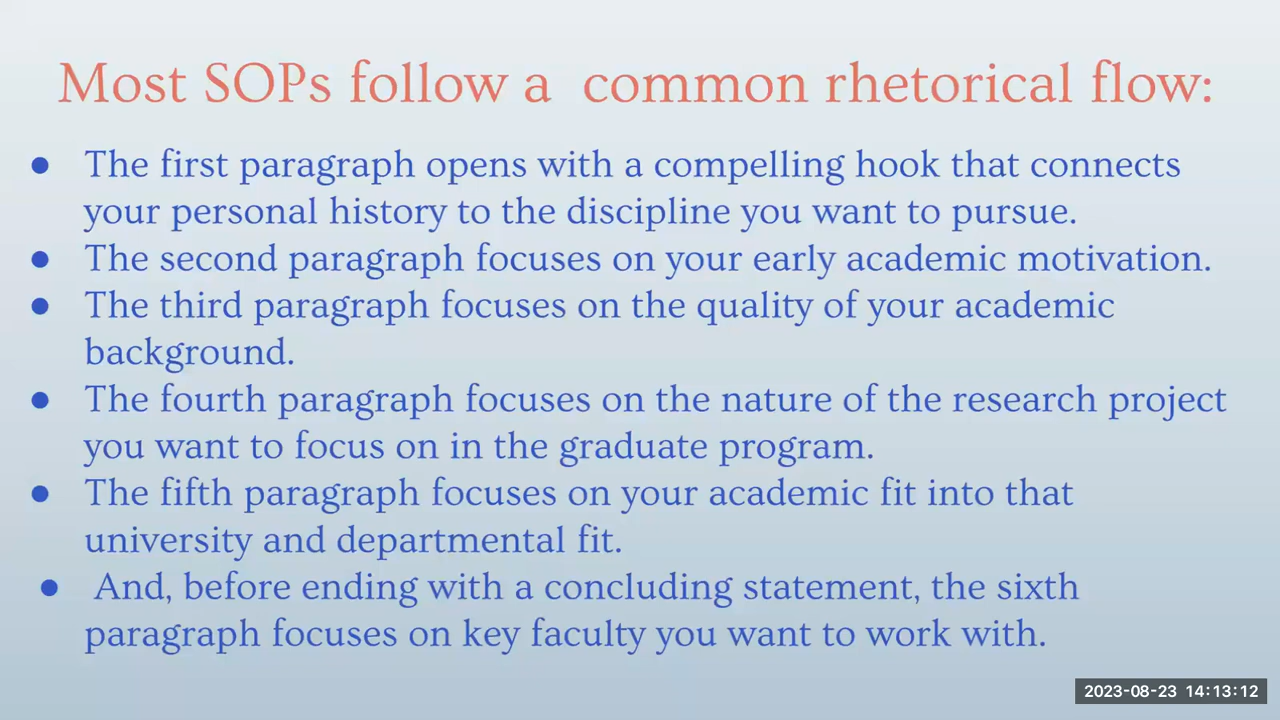 Most SOPs follow a  common rhetorical flow:
● The first paragraph opens with a compelling hook that connects
your personal history to the discipline you want to pursue.
● The second paragraph focuses on your early academic motivation.
● The third paragraph focuses on the quality of your academic
background.
● The fourth paragraph focuses on the nature of the research project
you want to focus on in the graduate program.
● The fifth paragraph focuses on your academic fit into that
university and departmental fit.
● And, before ending with a concluding statement, the sixth
paragraph focuses on key faculty you want to work with.
2023-08-23 14:13:12